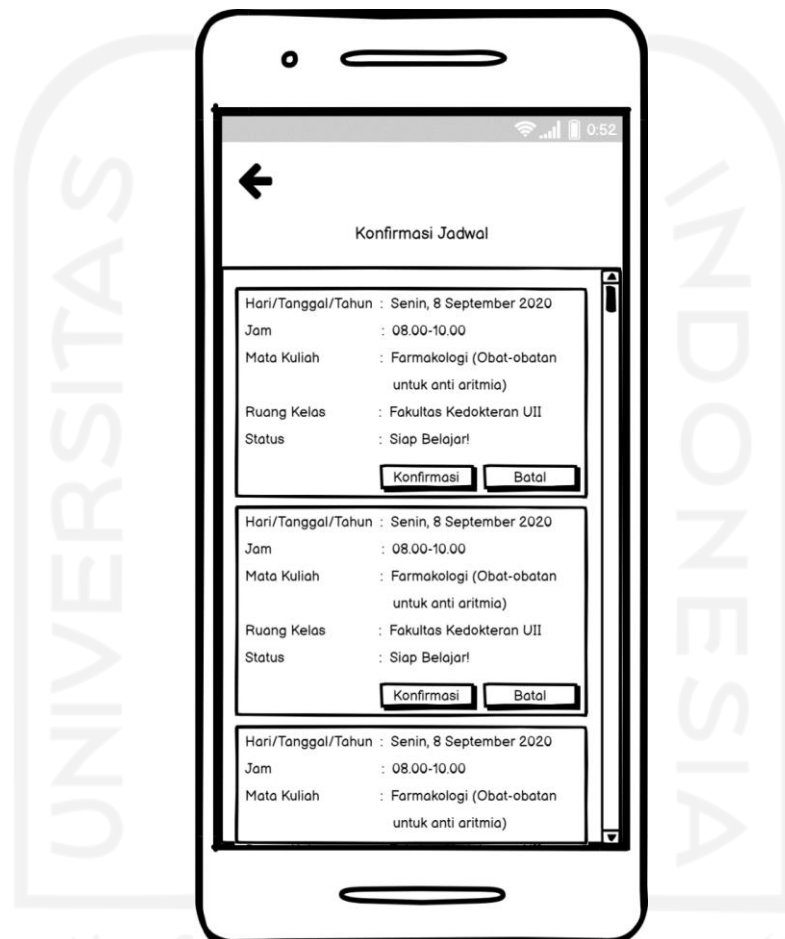 0:52
Konfirmasi Jadwal
Hari/Tanggal/Tahun : Senin, 8 September 2020
Jam : 08.00-10.00
Mata Kuliah : Farmakologi (Obat-obatan
untuk anti aritmia)
Ruang Kelas : Fakultas Kedokteran UII
Status : Siap Belajar!
Konfirmasi Batal
Hari/Tanggal/Tahun : Senin, 8 September 2020
Jam : 08.00-10.00
Mata Kuliah : Farmakologi (Obat-obatan
untuk anti aritmia)
Ruang Kelas : Fakultas Kedokteran UII
Status : Siap Belajar!
Konfirmasi Batal
Hari/Tanggal/Tahun : Senin, 8 September 2020
Jam : 08.00-10.00
Mata Kuliah : Farmakologi (Obat-obatan
untuk anti aritmia)
UNIVERSITAS
INDONESIA